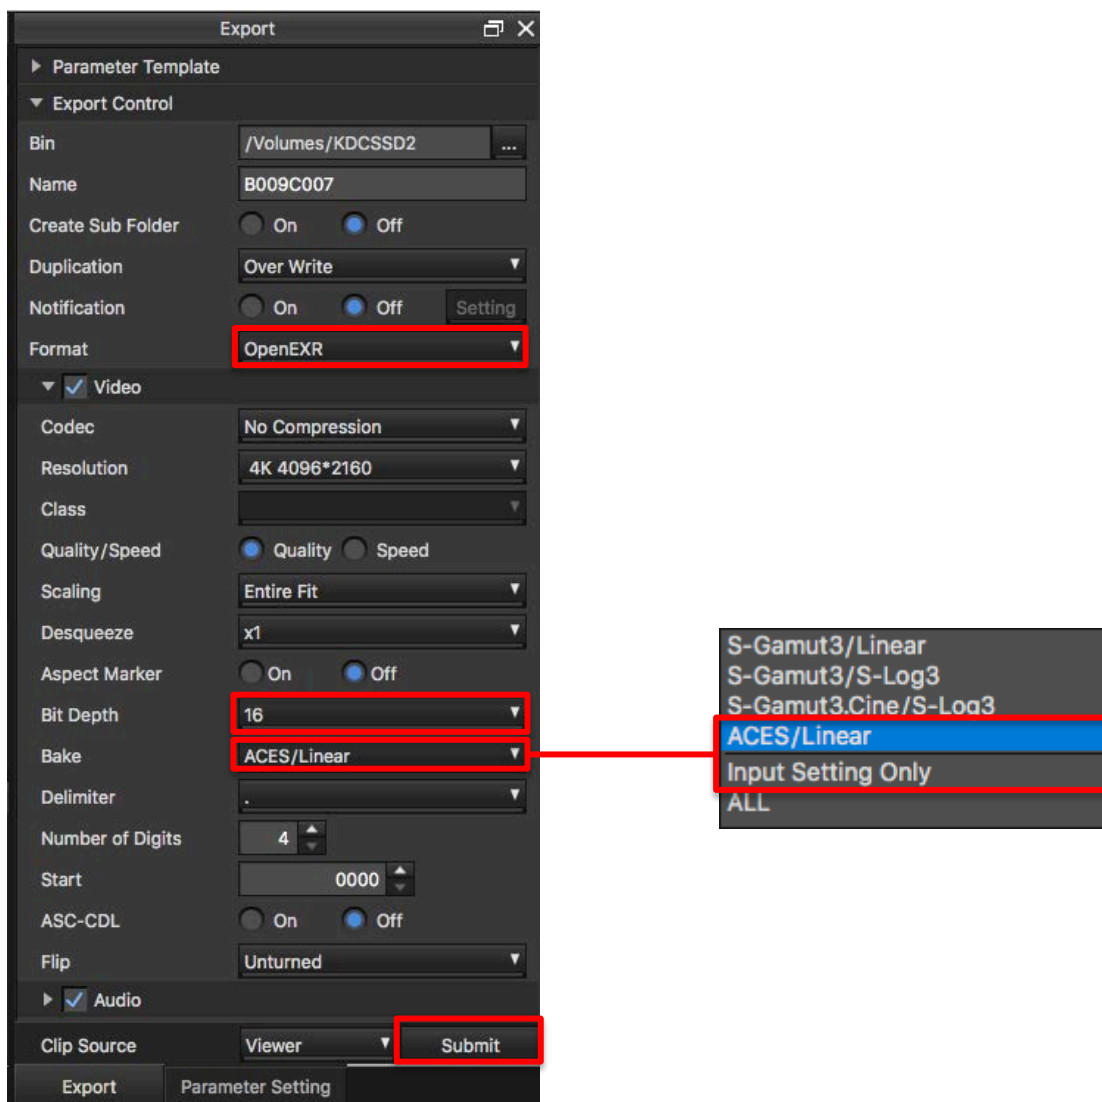 Export
Parameter Template
Export Control
Bin /Volumes/KDCSSD2 ...
Name B009C007
Create Sub Folder On Off
Duplication Over Write
Notification On Off Setting
Format OpenEXR
Video
Codec No Compression
Resolution 4K 4096*2160
Class
Quality/Speed Quality Speed
Scaling Entire Fit
Desqueeze x1
Aspect Marker On Off
Bit Depth 16
Bake ACES/Linear
Delimiter .
Number of Digits 4
Start 0000
ASC-CDL On Off
Flip Unturned
Audio
Clip Source Viewer Submit
Export Parameter Setting
S-Gamut3/Linear
S-Gamut3/S-Log3
S-Gamut3.Cine/S-Log3
ACES/Linear
Input Setting Only
ALL